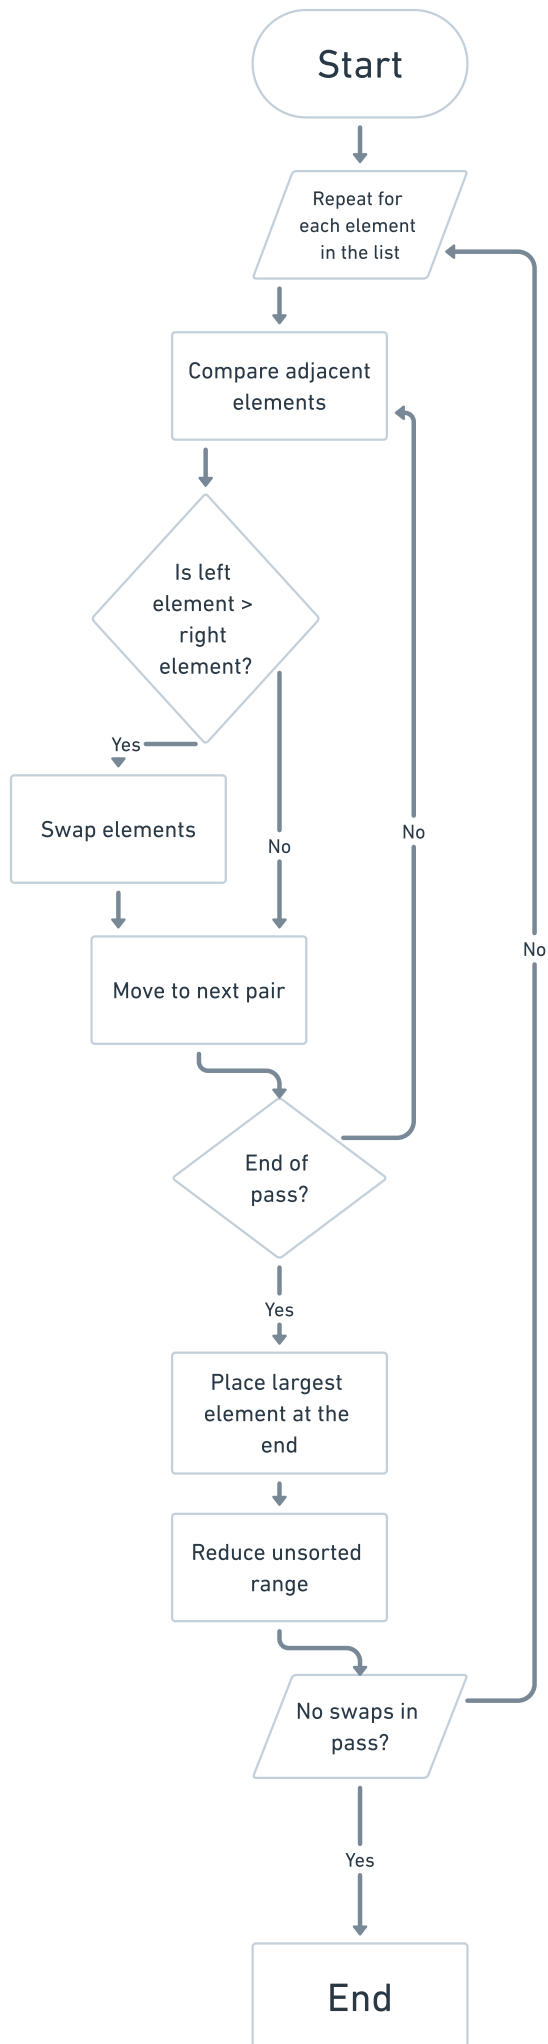 Start
Repeat for
each element
in the list
Compare adjacent
elements
Is left
element >
right
element?
Yes
Swap elements
No
No
No
Move to next pair
End of
pass?
Yes
Place largest
element at the
end
Reduce unsorted
range
No swaps in
pass?
Yes
End